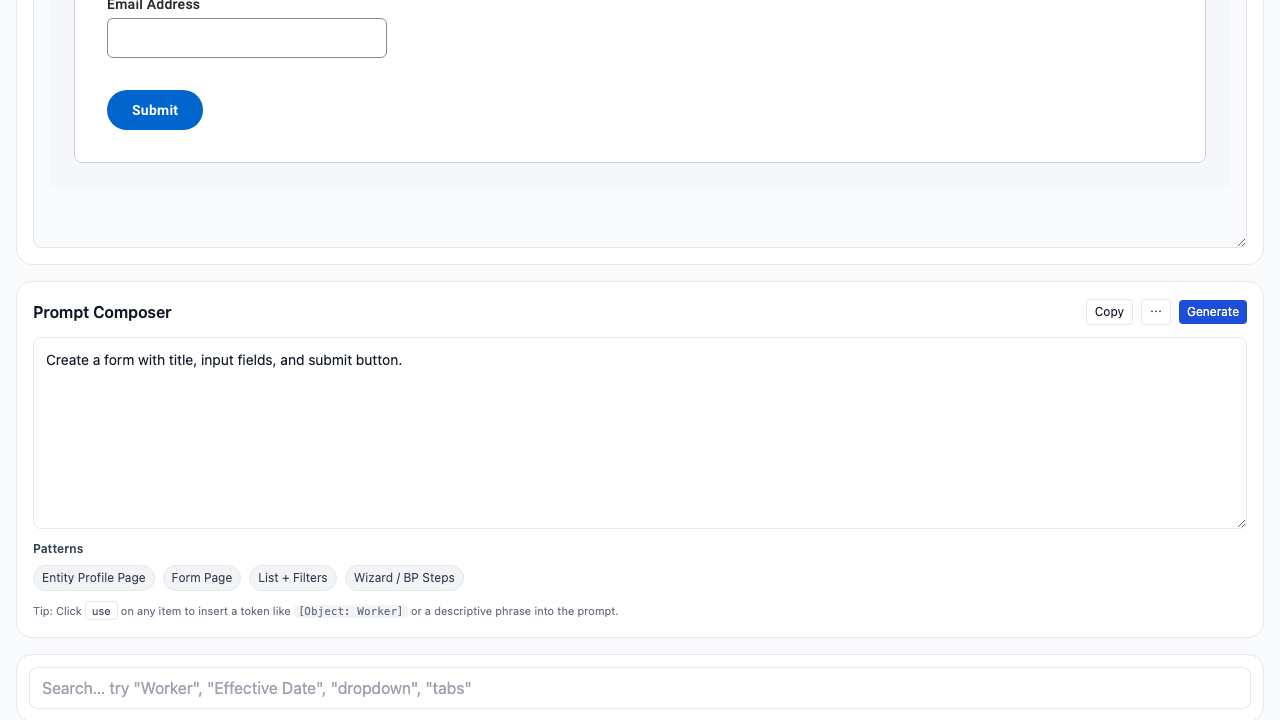 Email Address
Submit
Prompt Composer
Copy
···
Generate
Create a form with title, input fields, and submit button.
Patterns
Entity Profile Page
Form Page
List + Filters
Wizard / BP Steps
Tip: Click use on any item to insert a token like [Object: Worker] or a descriptive phrase into the prompt.
Search... try "Worker", "Effective Date", "dropdown", "tabs"